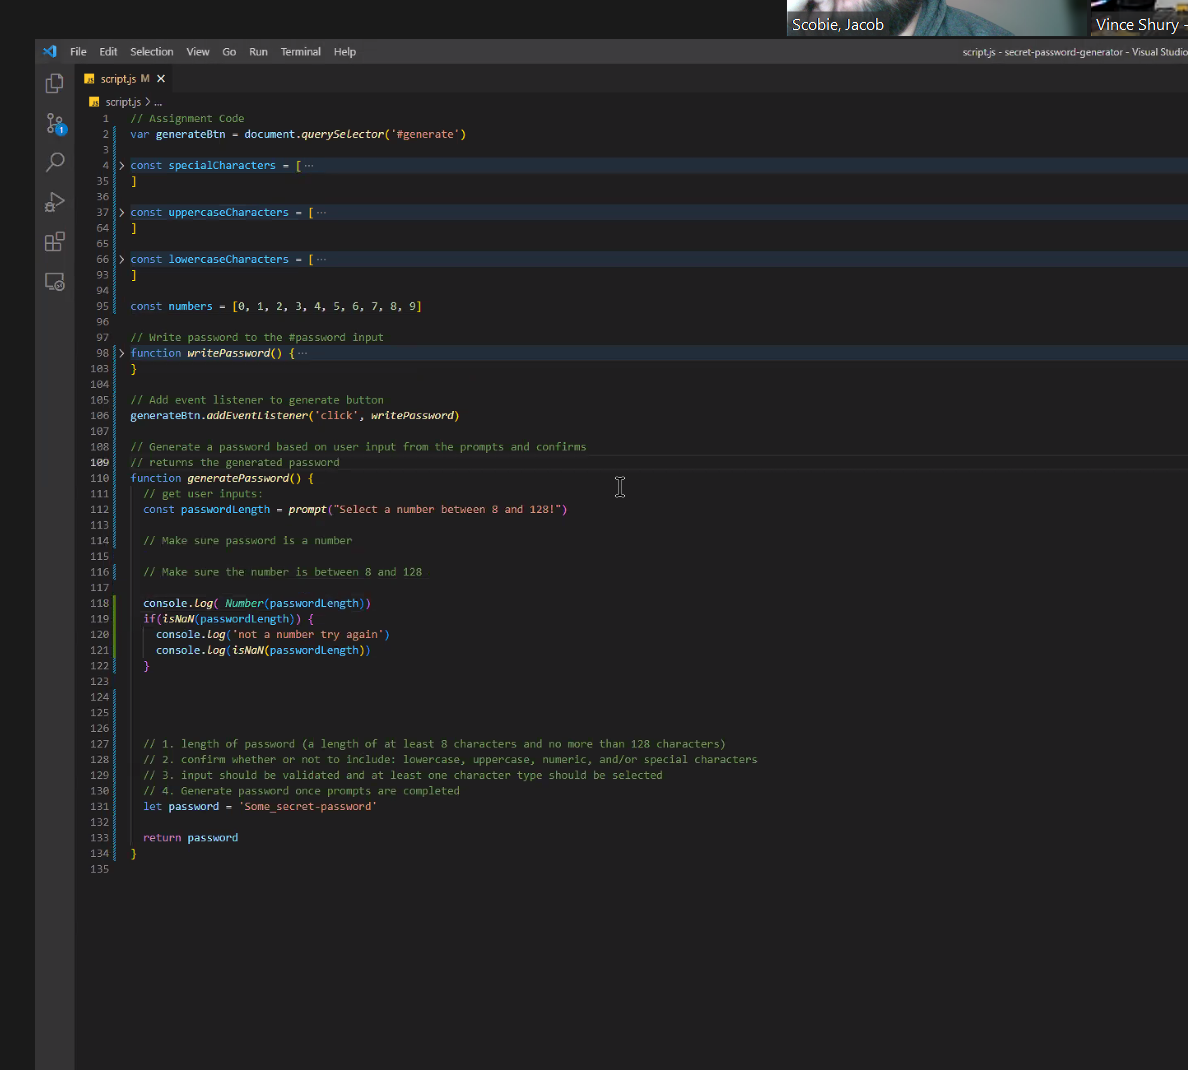 Scobie, Jacob
Vince Shury -
File Edit Selection View Go Run Terminal Help
script.js - secret-password-generator - Visual Studio
JS script.js M ×
JS script.js > ...
1 // Assignment Code
2 var generateBtn = document.querySelector('#generate')
3
4 > const specialCharacters = [ ...
35 ]
36
37 > const uppercaseCharacters = [ ...
64 ]
65
66 > const lowercaseCharacters = [ ...
93 ]
94
95 const numbers = [0, 1, 2, 3, 4, 5, 6, 7, 8, 9]
96
97 // Write password to the #password input
98 > function writePassword() { ...
103 }
104
105 // Add event listener to generate button
106 generateBtn.addEventListener('click', writePassword)
107
108 // Generate a password based on user input from the prompts and confirms
109 // returns the generated password
110 function generatePassword() {
111 // get user inputs:
112 const passwordLength = prompt("Select a number between 8 and 128!")
113
114 // Make sure password is a number
115
116 // Make sure the number is between 8 and 128
117
118 console.log( Number(passwordLength))
119 if(isNaN(passwordLength)) {
120 console.log('not a number try again')
121 console.log(isNaN(passwordLength))
122 }
123
124
125
126
127 // 1. length of password (a length of at least 8 characters and no more than 128 characters)
128 // 2. confirm whether or not to include: lowercase, uppercase, numeric, and/or special characters
129 // 3. input should be validated and at least one character type should be selected
130 // 4. Generate password once prompts are completed
131 let password = 'Some_secret-password'
132
133 return password
134 }
135
1